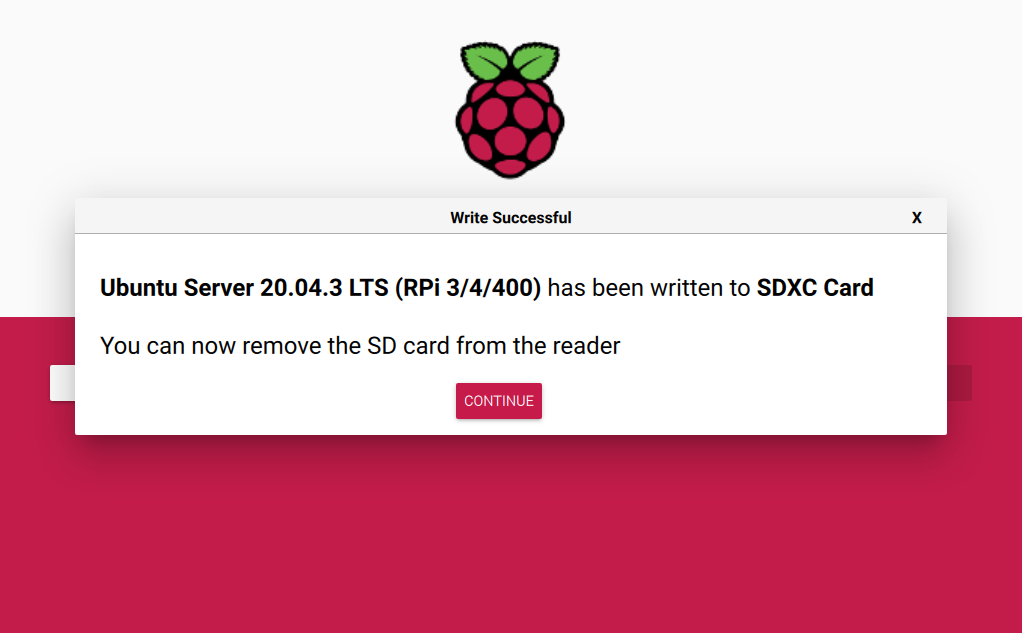 Write Successful X
Ubuntu Server 20.04.3 LTS (RPi 3/4/400) has been written to SDXC Card
You can now remove the SD card from the reader
CONTINUE